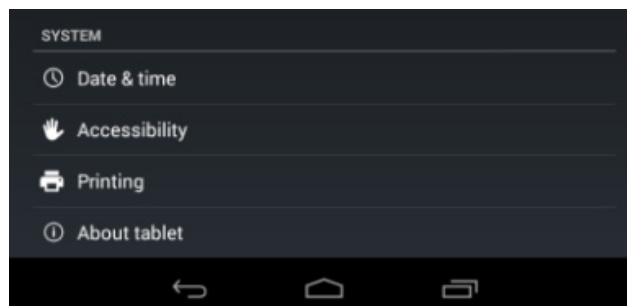 SYSTEM
Date & time
Accessibility
Printing
About tablet